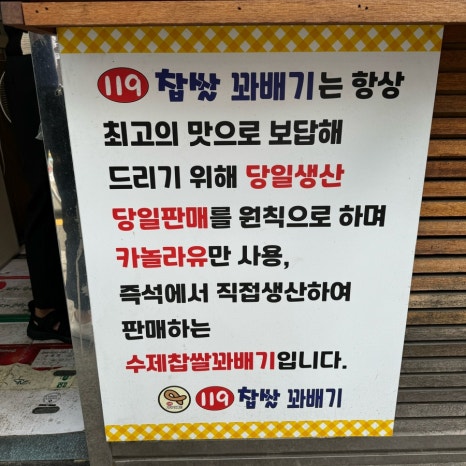 119 찹쌀 꽈배기는 항상
최고의 맛으로 보답해
드리기 위해 당일생산
당일판매를 원칙으로 하며
카놀라유만 사용,
즉석에서 직접생산하여
판매하는
수제찹쌀꽈배기입니다.
119 찹쌀 꽈배기